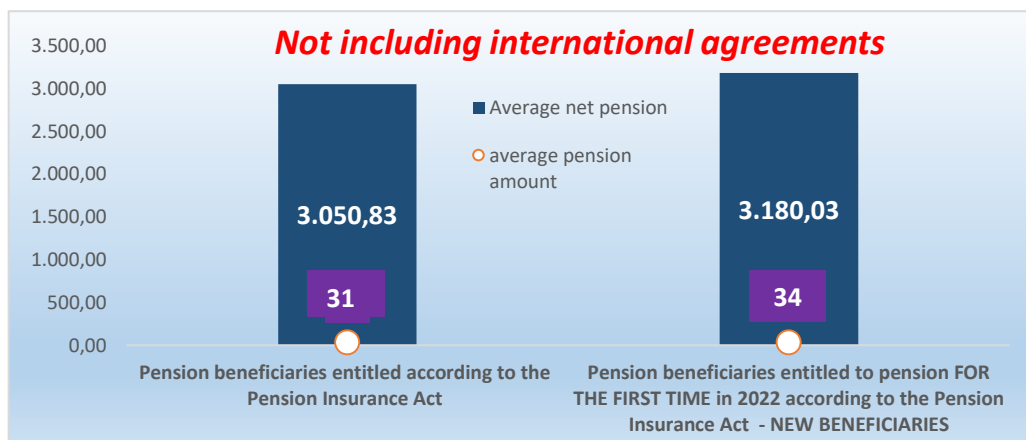 Not including international agreements
3.500,00
3.000,00
2.500,00
2.000,00
1.500,00
1.000,00
500,00
0,00
Average net pension
average pension
amount
3.050,83
3.180,03
31
34
Pension beneficiaries entitled according to the
Pension Insurance Act
Pension beneficiaries entitled to pension FOR
THE FIRST TIME in 2022 according to the Pension
Insurance Act - NEW BENEFICIARIES